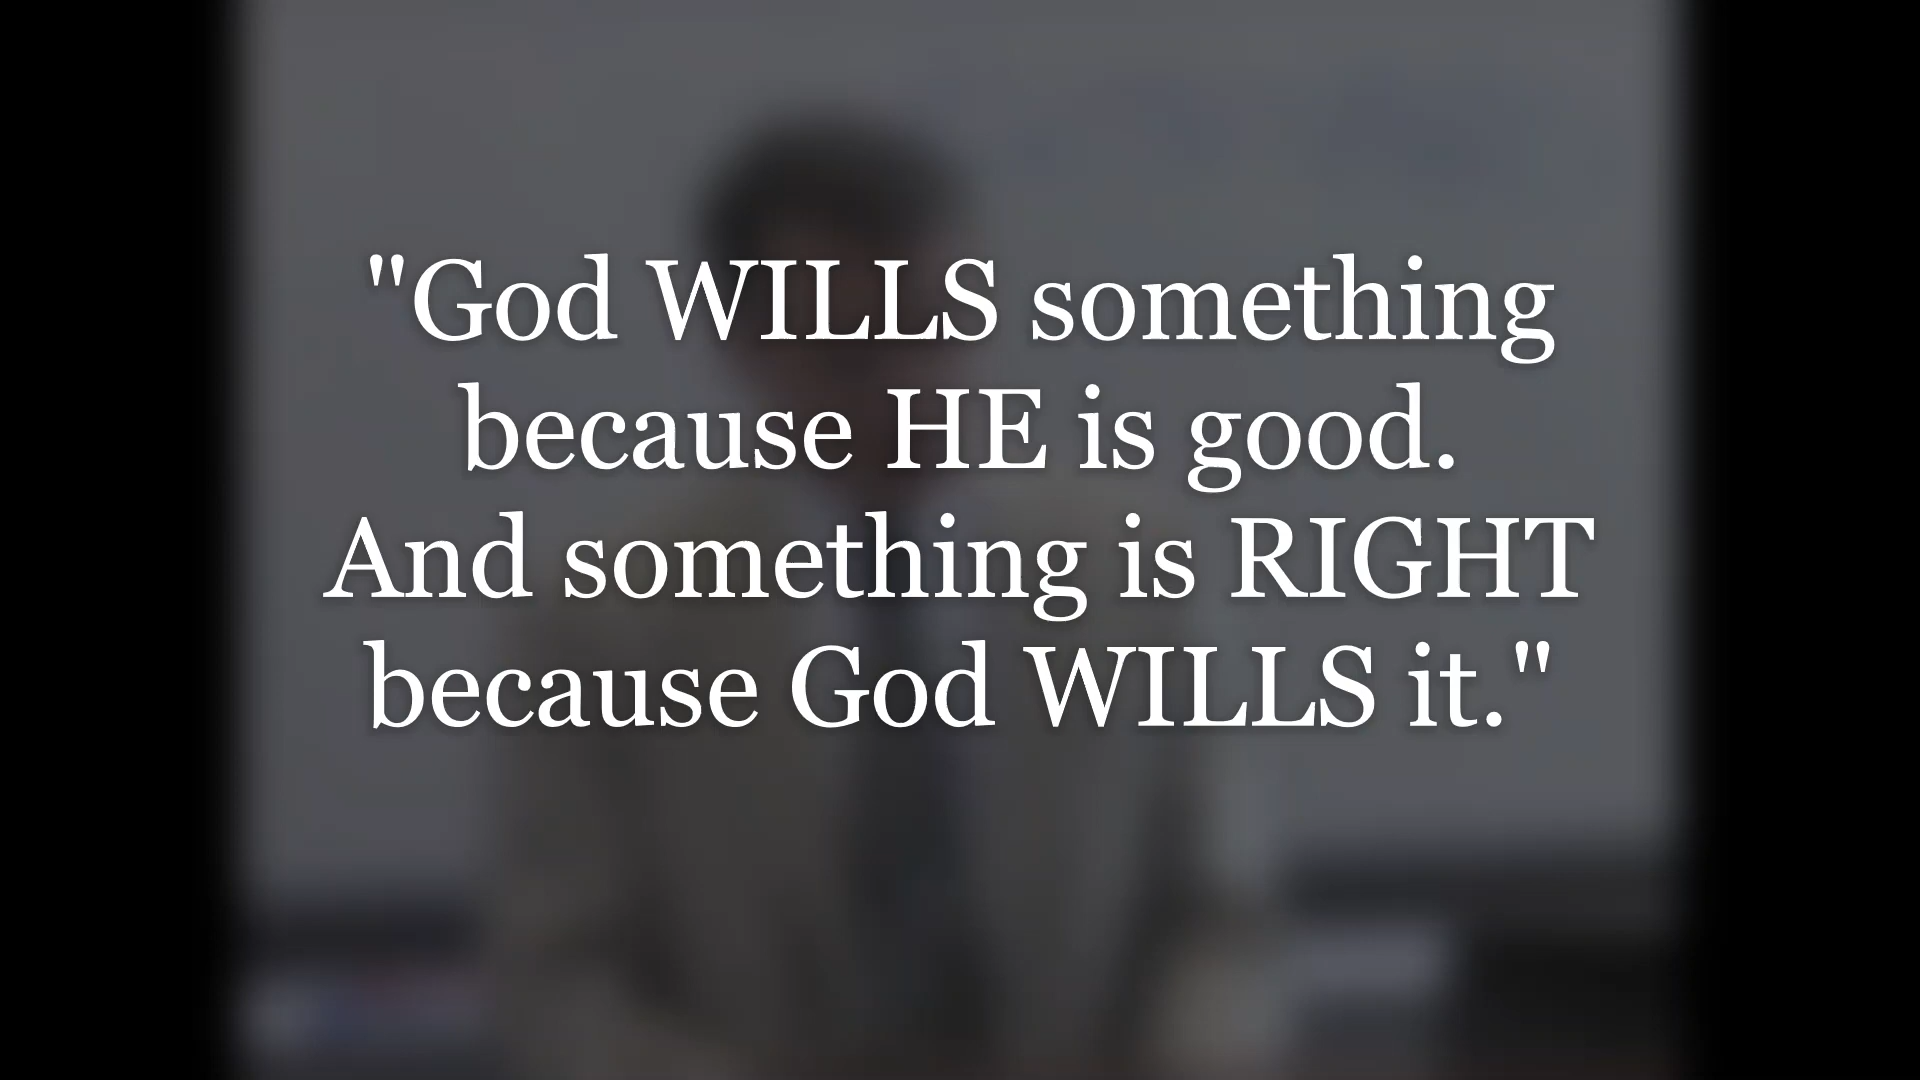 "God WILLS something
because HE is good.
And something is RIGHT
because God WILLS it."